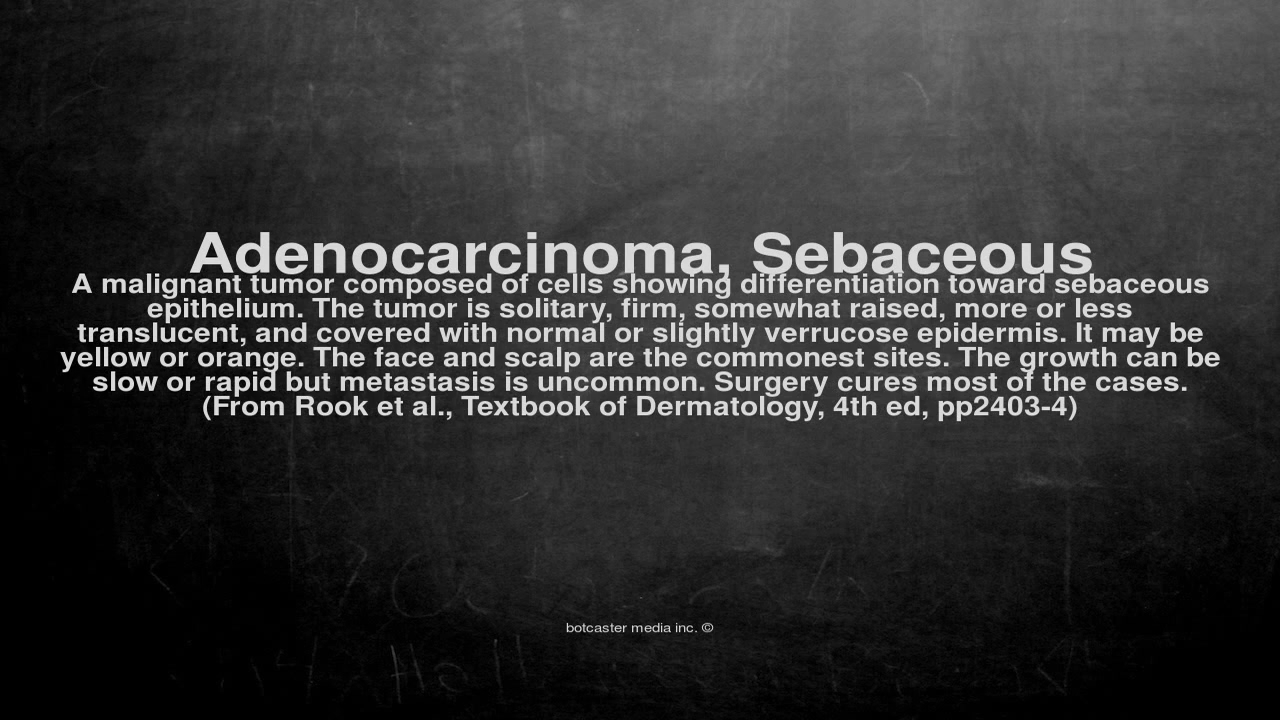 Adenocarcinoma, Sebaceous
A malignant tumor composed of cells showing differentiation toward sebaceous
epithelium. The tumor is solitary, firm, somewhat raised, more or less
translucent, and covered with normal or slightly verrucose epidermis. It may be
yellow or orange. The face and scalp are the commonest sites. The growth can be
slow or rapid but metastasis is uncommon. Surgery cures most of the cases.
(From Rook et al., Textbook of Dermatology, 4th ed, pp2403-4)
botcaster media inc. ©